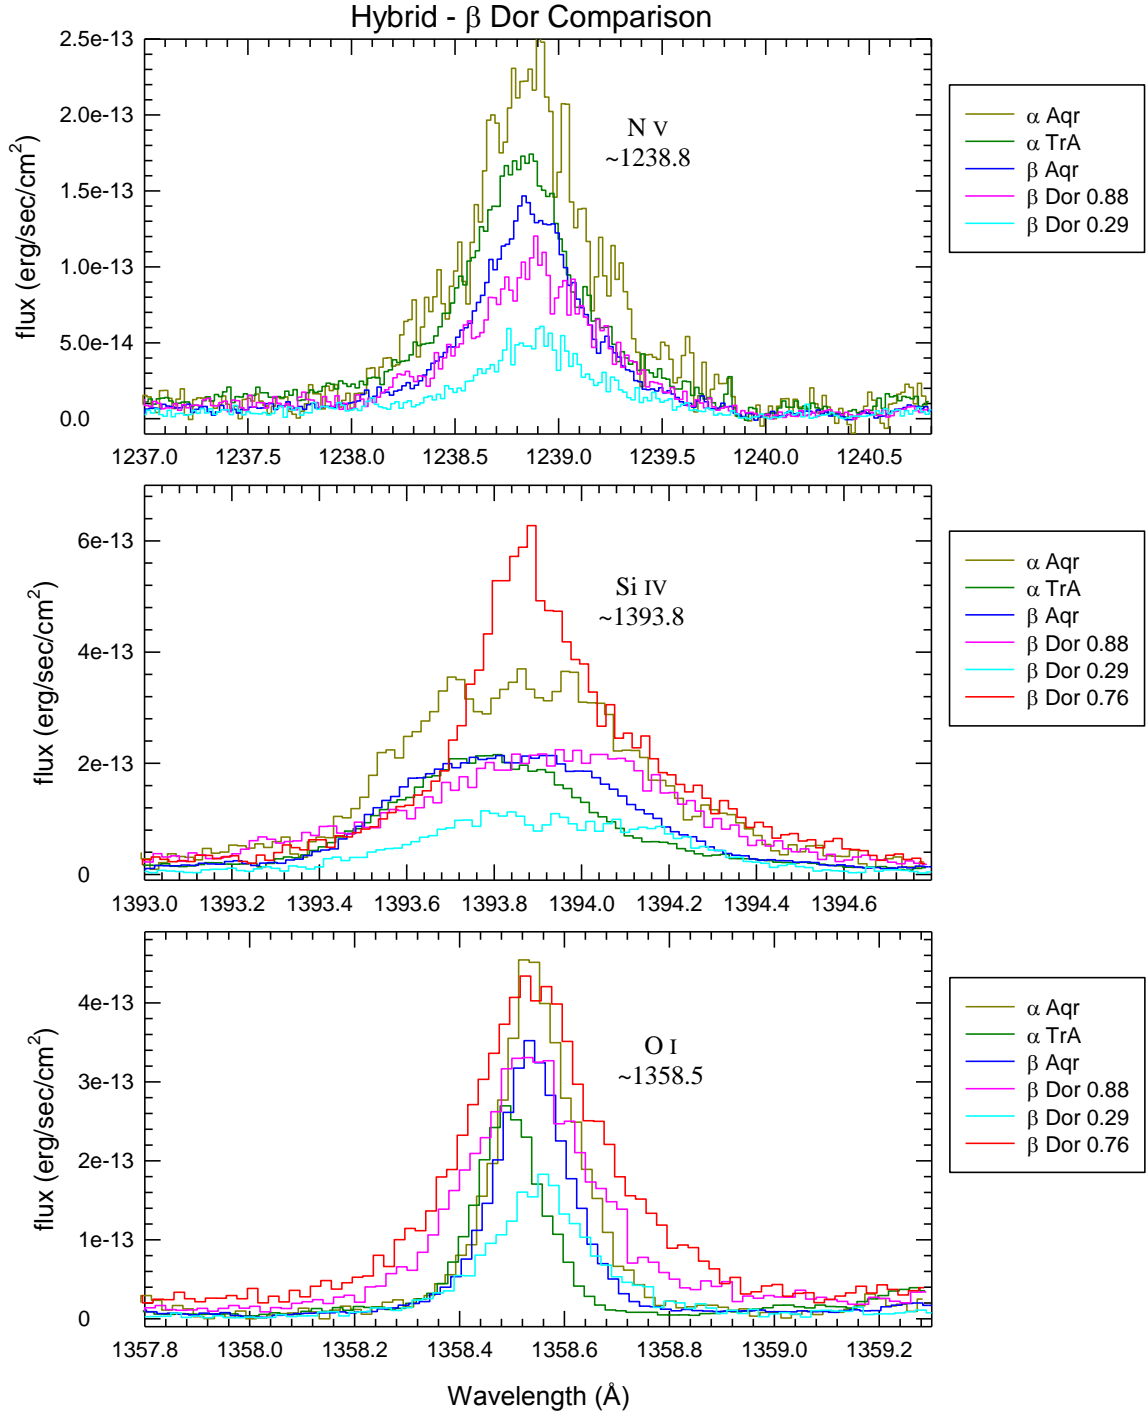 Hybrid - β Dor Comparison
flux (erg/sec/cm²)
2.5e-13
2.0e-13
1.5e-13
1.0e-13
5.0e-14
0.0
N V
~1238.8
1237.0 1237.5 1238.0 1238.5 1239.0 1239.5 1240.0 1240.5
α Aqr
α TrA
β Aqr
β Dor 0.88
β Dor 0.29
flux (erg/sec/cm²)
6e-13
4e-13
2e-13
0
Si IV
~1393.8
1393.0 1393.2 1393.4 1393.6 1393.8 1394.0 1394.2 1394.4 1394.6
α Aqr
α TrA
β Aqr
β Dor 0.88
β Dor 0.29
β Dor 0.76
flux (erg/sec/cm²)
4e-13
3e-13
2e-13
1e-13
0
O I
~1358.5
1357.8 1358.0 1358.2 1358.4 1358.6 1358.8 1359.0 1359.2
α Aqr
α TrA
β Aqr
β Dor 0.88
β Dor 0.29
β Dor 0.76
Wavelength (Å)